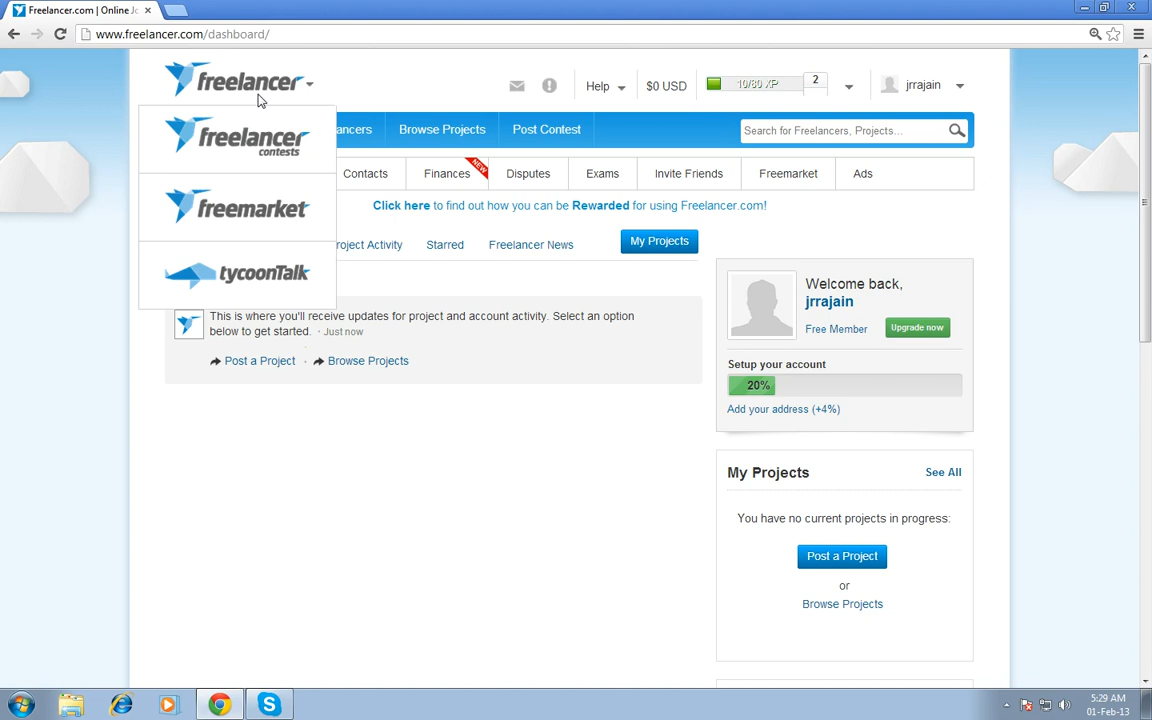 Freelancer.com | Online Jo
www.freelancer.com/dashboard/
freelancer
Help
$0 USD
10/80 XP
2
jrrajain
freelancer
contests
freemarket
tycoonTalk
ancers
Browse Projects
Post Contest
Search for Freelancers, Projects...
Contacts
Finances
NEW
Disputes
Exams
Invite Friends
Freemarket
Ads
Click here to find out how you can be Rewarded for using Freelancer.com!
roject Activity
Starred
Freelancer News
My Projects
This is where you'll receive updates for project and account activity. Select an option
below to get started. · Just now
Post a Project · Browse Projects
Welcome back,
jrrajain
Free Member
Upgrade now
Setup your account
20%
Add your address (+4%)
My Projects
See All
You have no current projects in progress:
Post a Project
or
Browse Projects
5:29 AM
01-Feb-13